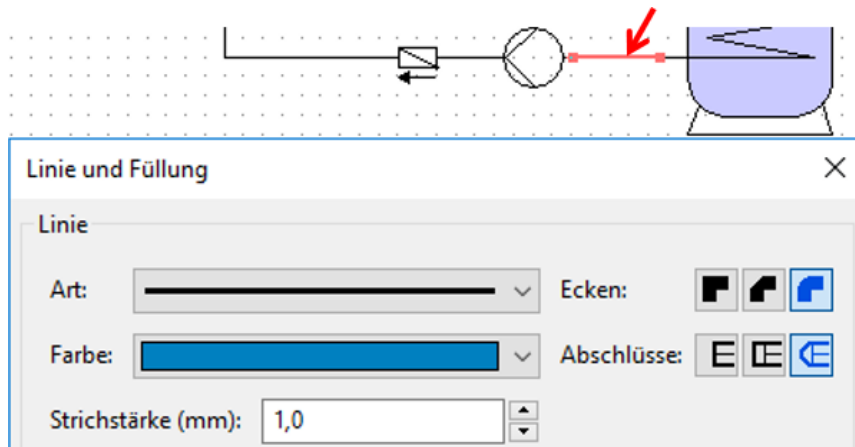 Linie und Füllung
Linie
Art:
Ecken:
Farbe:
Abschlüsse:
Strichstärke (mm): 1,0